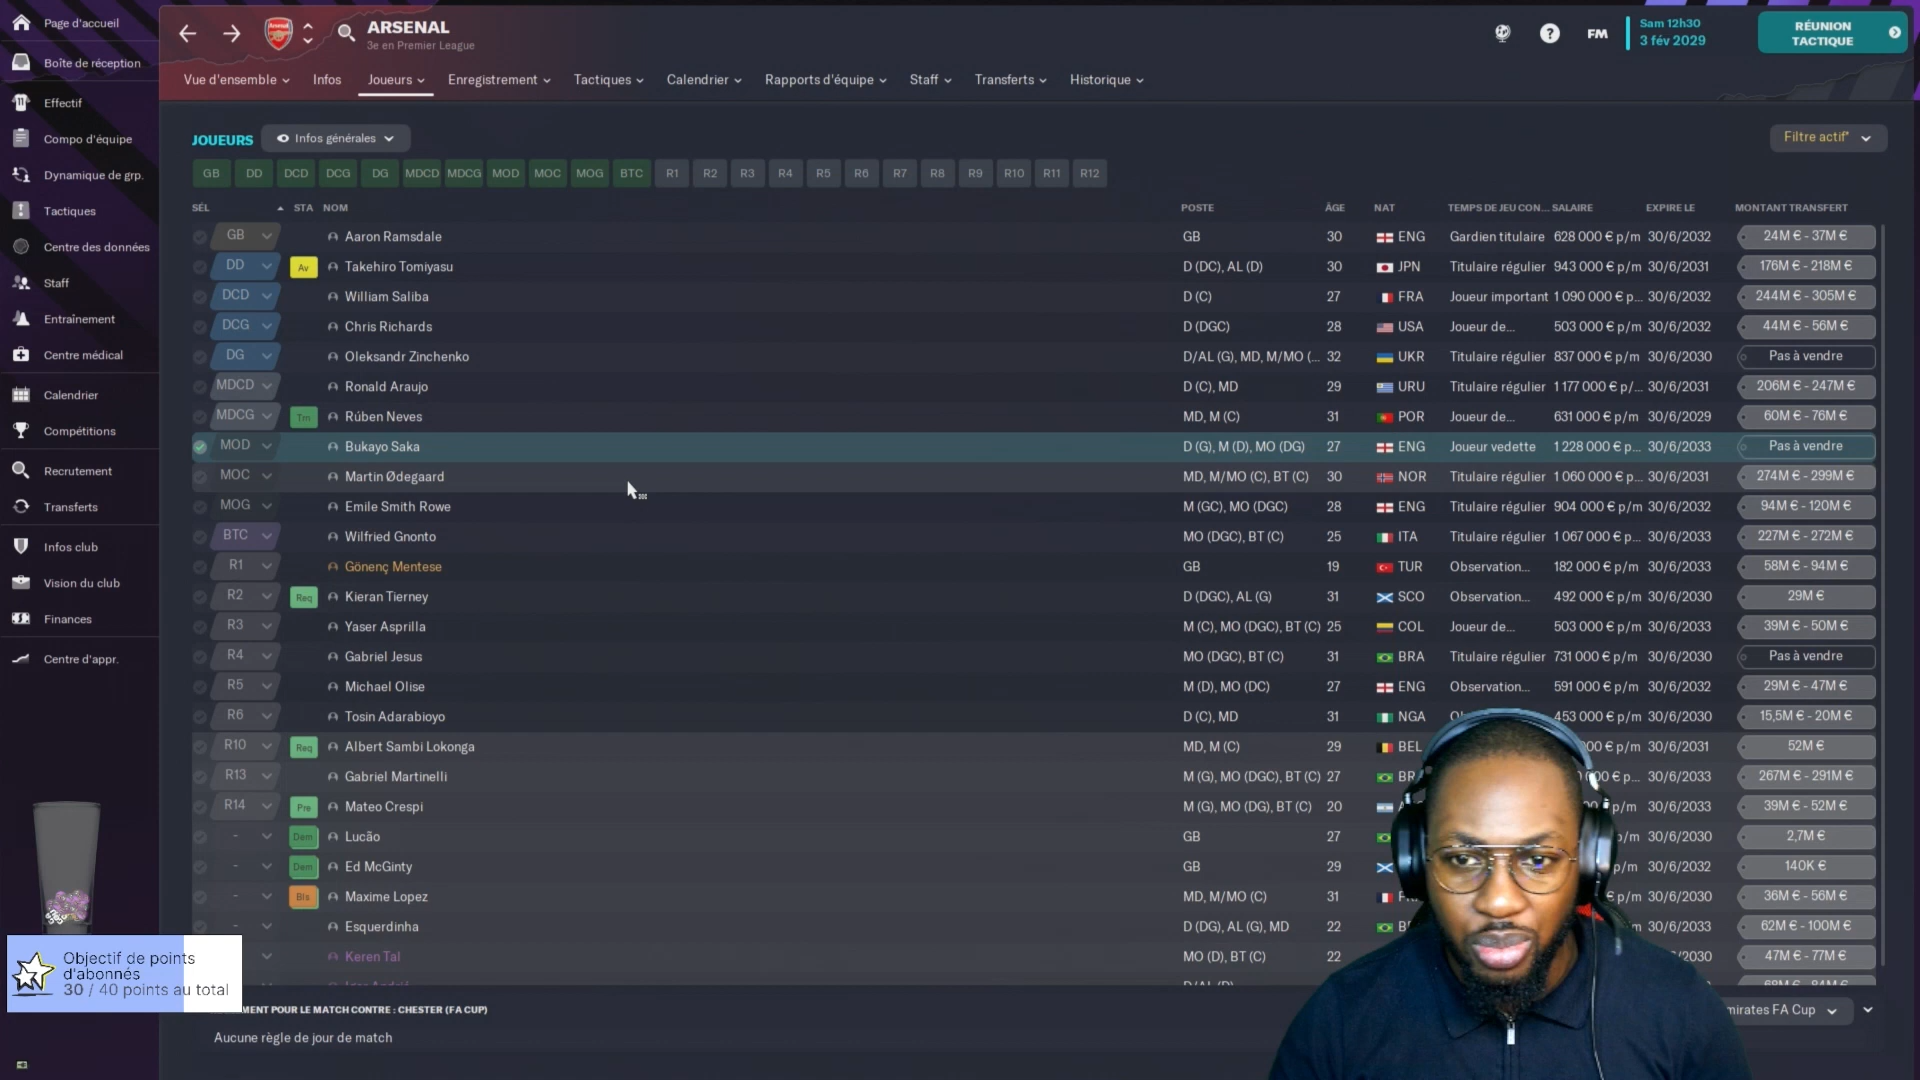 Page d'accueil
Boîte de réception
Effectif
Compo d'équipe
Dynamique de grp.
Tactiques
Centre des données
Staff
Entraînement
Centre médical
Calendrier
Compétitions
Recrutement
Transferts
Infos club
Vision du club
Finances
Centre d'appr.
Objectif de points
d'abonnés
30 / 40 points au total
ARSENAL
3e en Premier League
FM
Sam 12h30
3 fév 2029
RÉUNION
TACTIQUE
Vue d'ensemble Infos Joueurs Enregistrement Tactiques Calendrier Rapports d'équipe Staff Transferts Historique
JOUEURS Infos générales Filtre actif*
GB DD DCD DCG DG MDCD MDCG MOD MOC MOG BTC R1 R2 R3 R4 R5 R6 R7 R8 R9 R10 R11 R12
SÉL STA NOM POSTE ÂGE NAT TEMPS DE JEU CON... SALAIRE EXPIRE LE MONTANT TRANSFERT
GB Aaron Ramsdale GB 30 ENG Gardien titulaire 628 000 € p/m 30/6/2032 24M € - 37M €
DD Av Takehiro Tomiyasu D (DC), AL (D) 30 JPN Titulaire régulier 943 000 € p/m 30/6/2031 176M € - 218M €
DCD William Saliba D (C) 27 FRA Joueur important 1 090 000 € p... 30/6/2032 244M € - 305M €
DCG Chris Richards D (DGC) 28 USA Joueur de... 503 000 € p/m 30/6/2032 44M € - 56M €
DG Oleksandr Zinchenko D/AL (G), MD, M/MO (... 32 UKR Titulaire régulier 837 000 € p/m 30/6/2030 Pas à vendre
MDCD Ronald Araujo D (C), MD 29 URU Titulaire régulier 1 177 000 € p/... 30/6/2031 206M € - 247M €
MDCG Trn Rúben Neves MD, M (C) 31 POR Joueur de... 631 000 € p/m 30/6/2029 60M € - 76M €
MOD Bukayo Saka D (G), M (D), MO (DG) 27 ENG Joueur vedette 1 228 000 € p... 30/6/2033 Pas à vendre
MOC Martin Ødegaard MD, M/MO (C), BT (C) 30 NOR Titulaire régulier 1 060 000 € p... 30/6/2031 274M € - 299M €
MOG Emile Smith Rowe M (GC), MO (DGC) 28 ENG Titulaire régulier 904 000 € p/m 30/6/2032 94M € - 120M €
BTC Wilfried Gnonto MO (DGC), BT (C) 25 ITA Titulaire régulier 1 067 000 € p... 30/6/2033 227M € - 272M €
R1 Gönenç Mentese GB 19 TUR Observation... 182 000 € p/m 30/6/2033 58M € - 94M €
R2 Req Kieran Tierney D (DGC), AL (G) 31 SCO Observation... 492 000 € p/m 30/6/2030 29M €
R3 Yaser Asprilla M (C), MO (DGC), BT (C) 25 COL Joueur de... 503 000 € p/m 30/6/2033 39M € - 50M €
R4 Gabriel Jesus MO (DGC), BT (C) 31 BRA Titulaire régulier 731 000 € p/m 30/6/2030 Pas à vendre
R5 Michael Olise M (D), MO (DC) 27 ENG Observation... 591 000 € p/m 30/6/2032 29M € - 47M €
R6 Tosin Adarabioyo D (C), MD 31 NGA 453 000 € p/m 30/6/2030 15,5M € - 20M €
R10 Req Albert Sambi Lokonga MD, M (C) 29 BEL 00 € p/m 30/6/2031 52M €
R13 Gabriel Martinelli M (G), MO (DGC), BT (C) 27 BR 000 € p... 30/6/2033 267M € - 291M €
R14 Pre Mateo Crespi M (G), MO (DG), BT (C) 20 € p/m 30/6/2033 39M € - 52M €
- Dem Lucão GB 27 p/m 30/6/2030 2,7M €
- Dem Ed McGinty GB 29 p/m 30/6/2032 140K €
- Bls Maxime Lopez MD, M/MO (C) 31 p/m 30/6/2030 36M € - 56M €
- Esquerdinha D (DG), AL (G), MD 22 m 30/6/2033 62M € - 100M €
Keren Tal MO (D), BT (C) 22 /2030 47M € - 77M €
MENT POUR LE MATCH CONTRE : CHESTER (FA CUP) mirates FA Cup
Aucune règle de jour de match